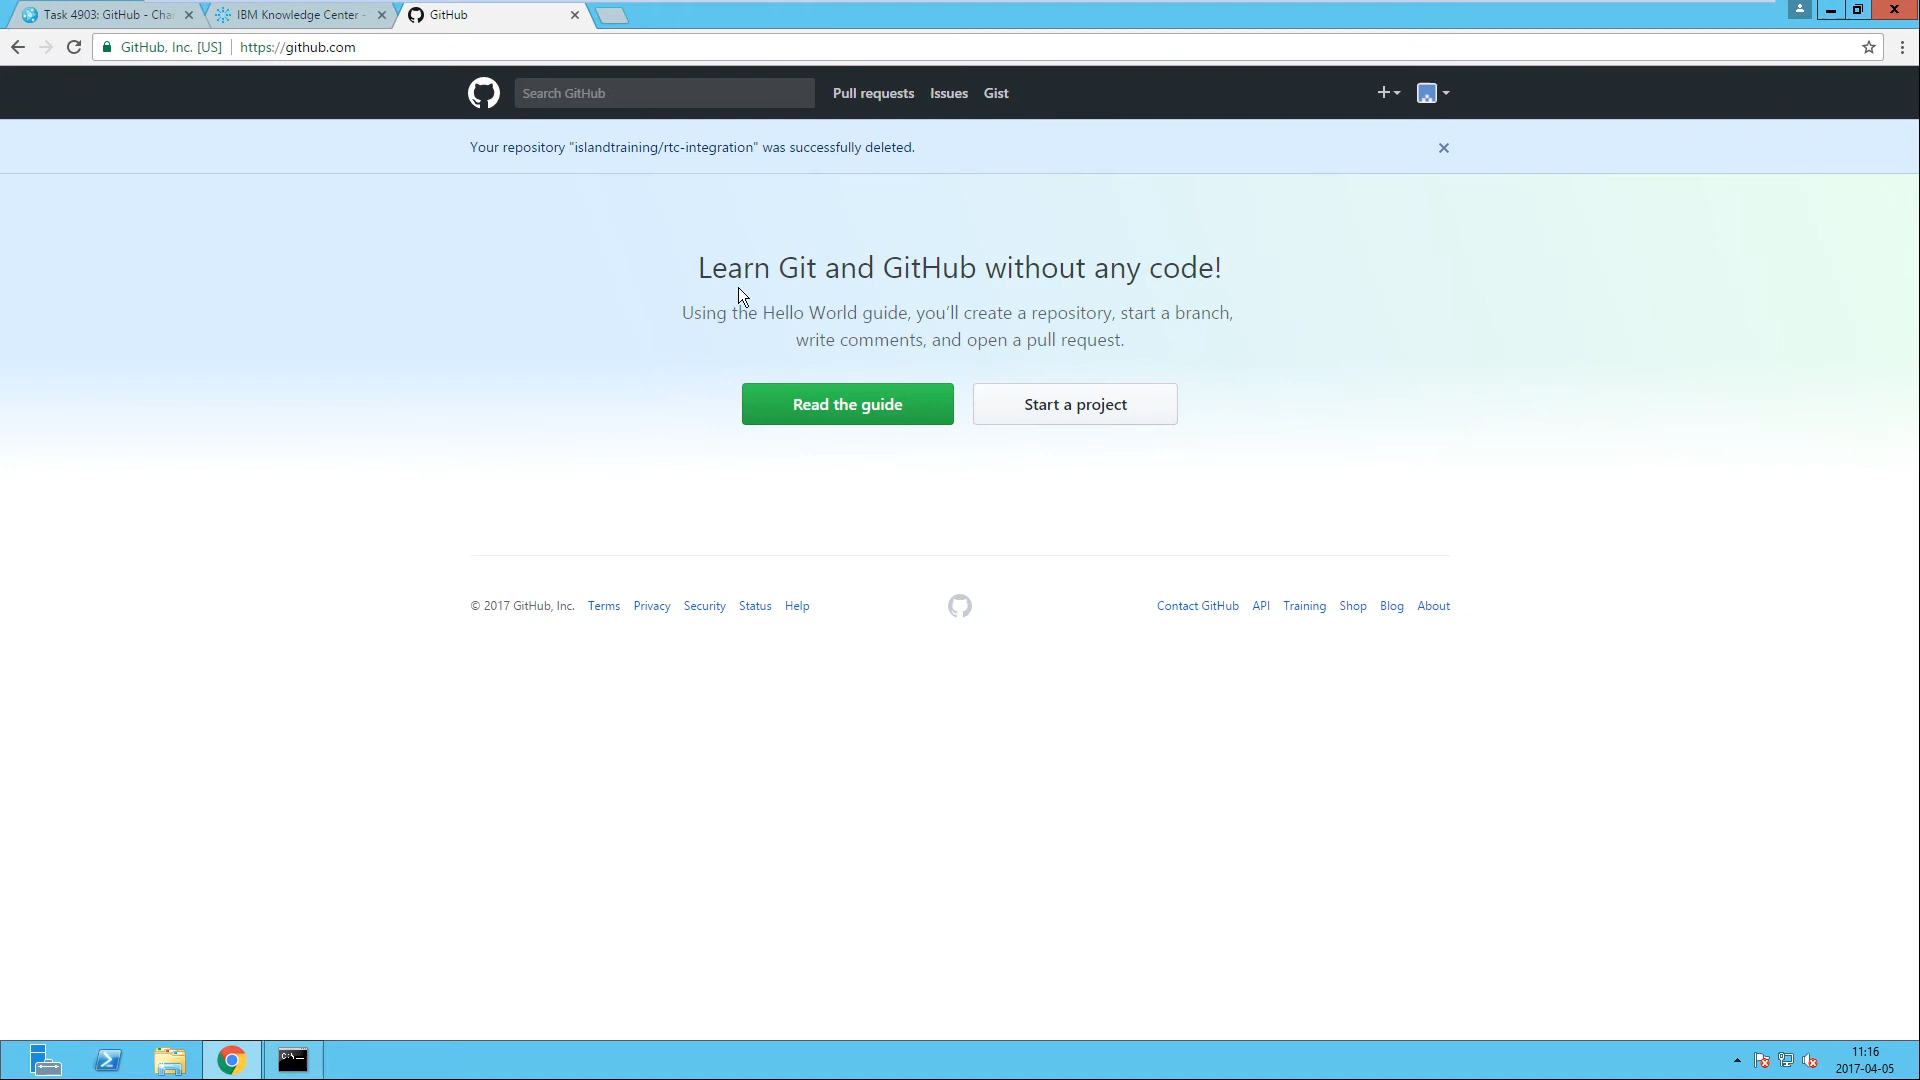 Task 4903: GitHub - Cha
IBM Knowledge Center -
GitHub
GitHub, Inc. [US]
https://github.com
Search GitHub
Pull requests
Issues
Gist
Your repository "islandtraining/rtc-integration" was successfully deleted.
Learn Git and GitHub without any code!
Using the Hello World guide, you'll create a repository, start a branch,
write comments, and open a pull request.
Read the guide
Start a project
© 2017 GitHub, Inc.
Terms
Privacy
Security
Status
Help
Contact GitHub
API
Training
Shop
Blog
About
C:\_
11:16
2017-04-05